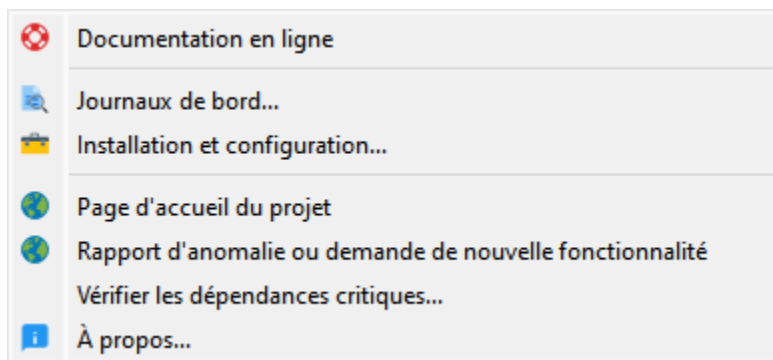 Documentation en ligne
Journaux de bord...
Installation et configuration...
Page d'accueil du projet
Rapport d'anomalie ou demande de nouvelle fonctionnalité
Vérifier les dépendances critiques...
À propos...